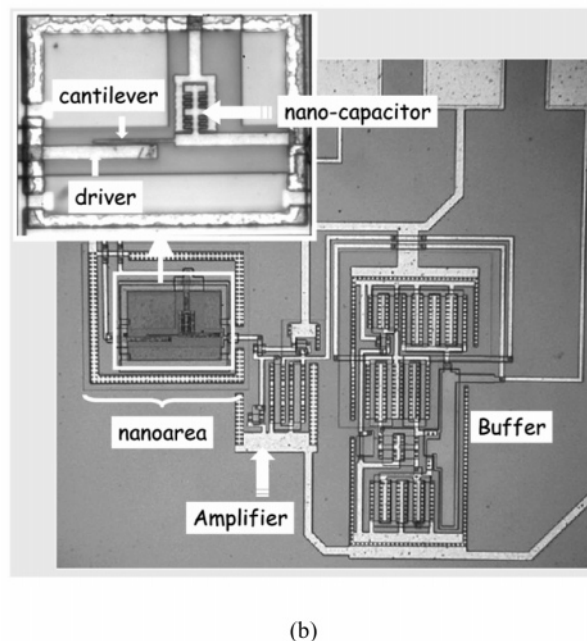 cantilever
nano-capacitor
driver
nanoarea
Buffer
Amplifier
(b)